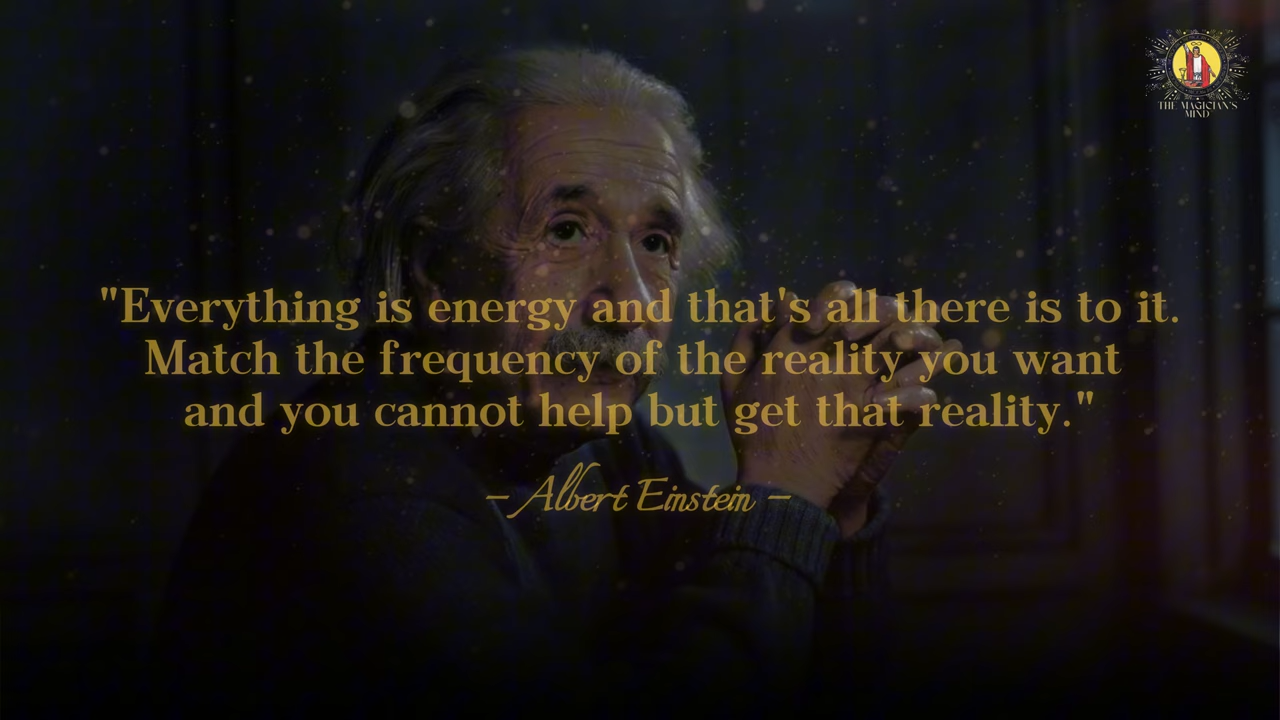 THE MAGICIAN'S
MIND
"Everything is energy and that's all there is to it.
Match the frequency of the reality you want
and you cannot help but get that reality."
– Albert Einstein –